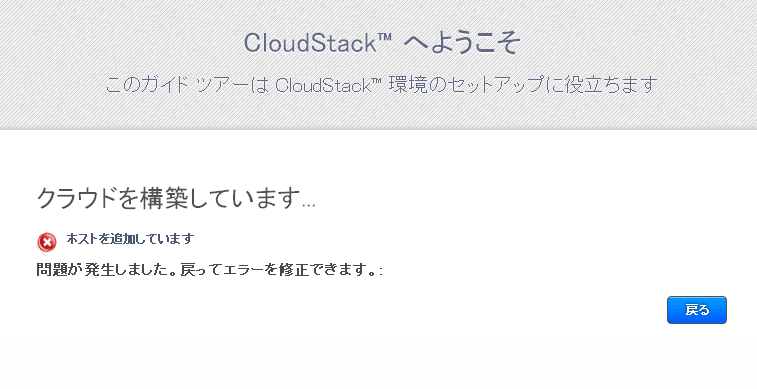 CloudStack™ へようこそ
このガイド ツアーは CloudStack™ 環境のセットアップに役立ちます
クラウドを構築しています...
ホストを追加しています
問題が発生しました。戻ってエラーを修正できます。:
戻る